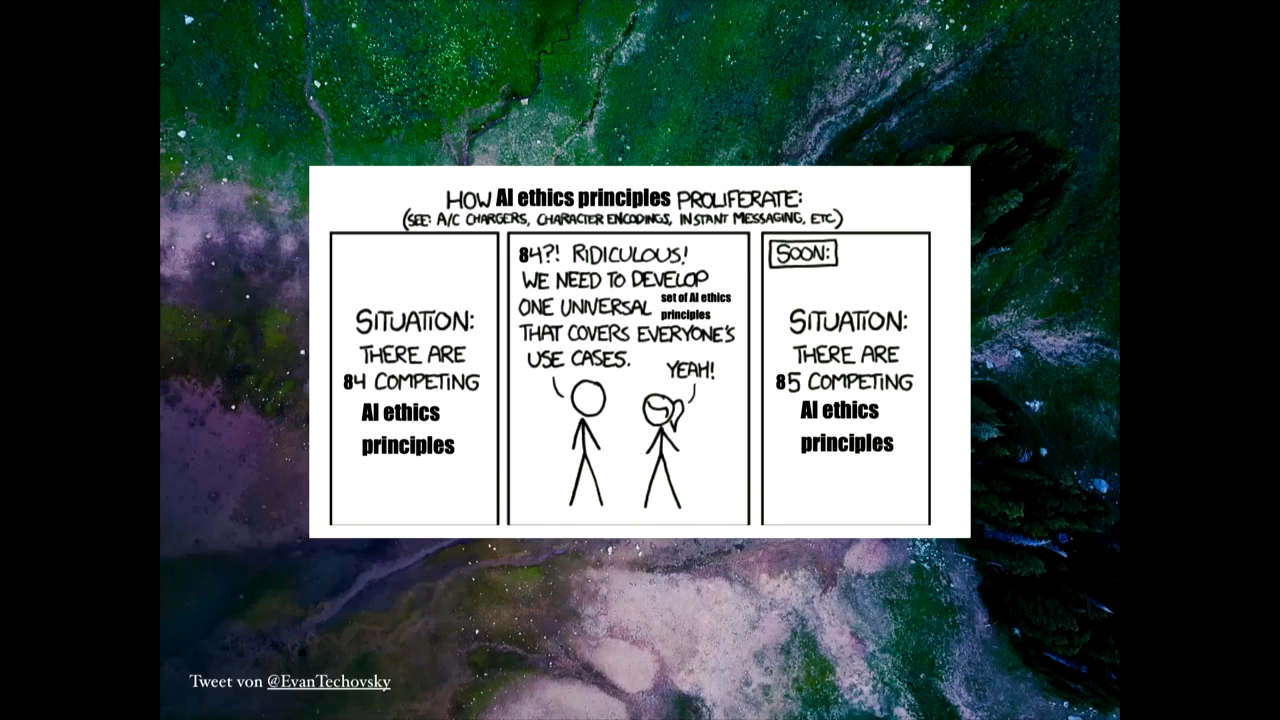 HOW AI ethics principles PROLIFERATE:
(SEE: A/C CHARGERS, CHARACTER ENCODINGS, INSTANT MESSAGING, ETC.)
SITUATION:
THERE ARE
84 COMPETING
AI ethics
principles
84?! RIDICULOUS!
WE NEED TO DEVELOP
ONE UNIVERSAL set of AI ethics
principles
THAT COVERS EVERYONE'S
USE CASES.
YEAH!
SOON:
SITUATION:
THERE ARE
85 COMPETING
AI ethics
principles
Tweet von @EvanTechovsky